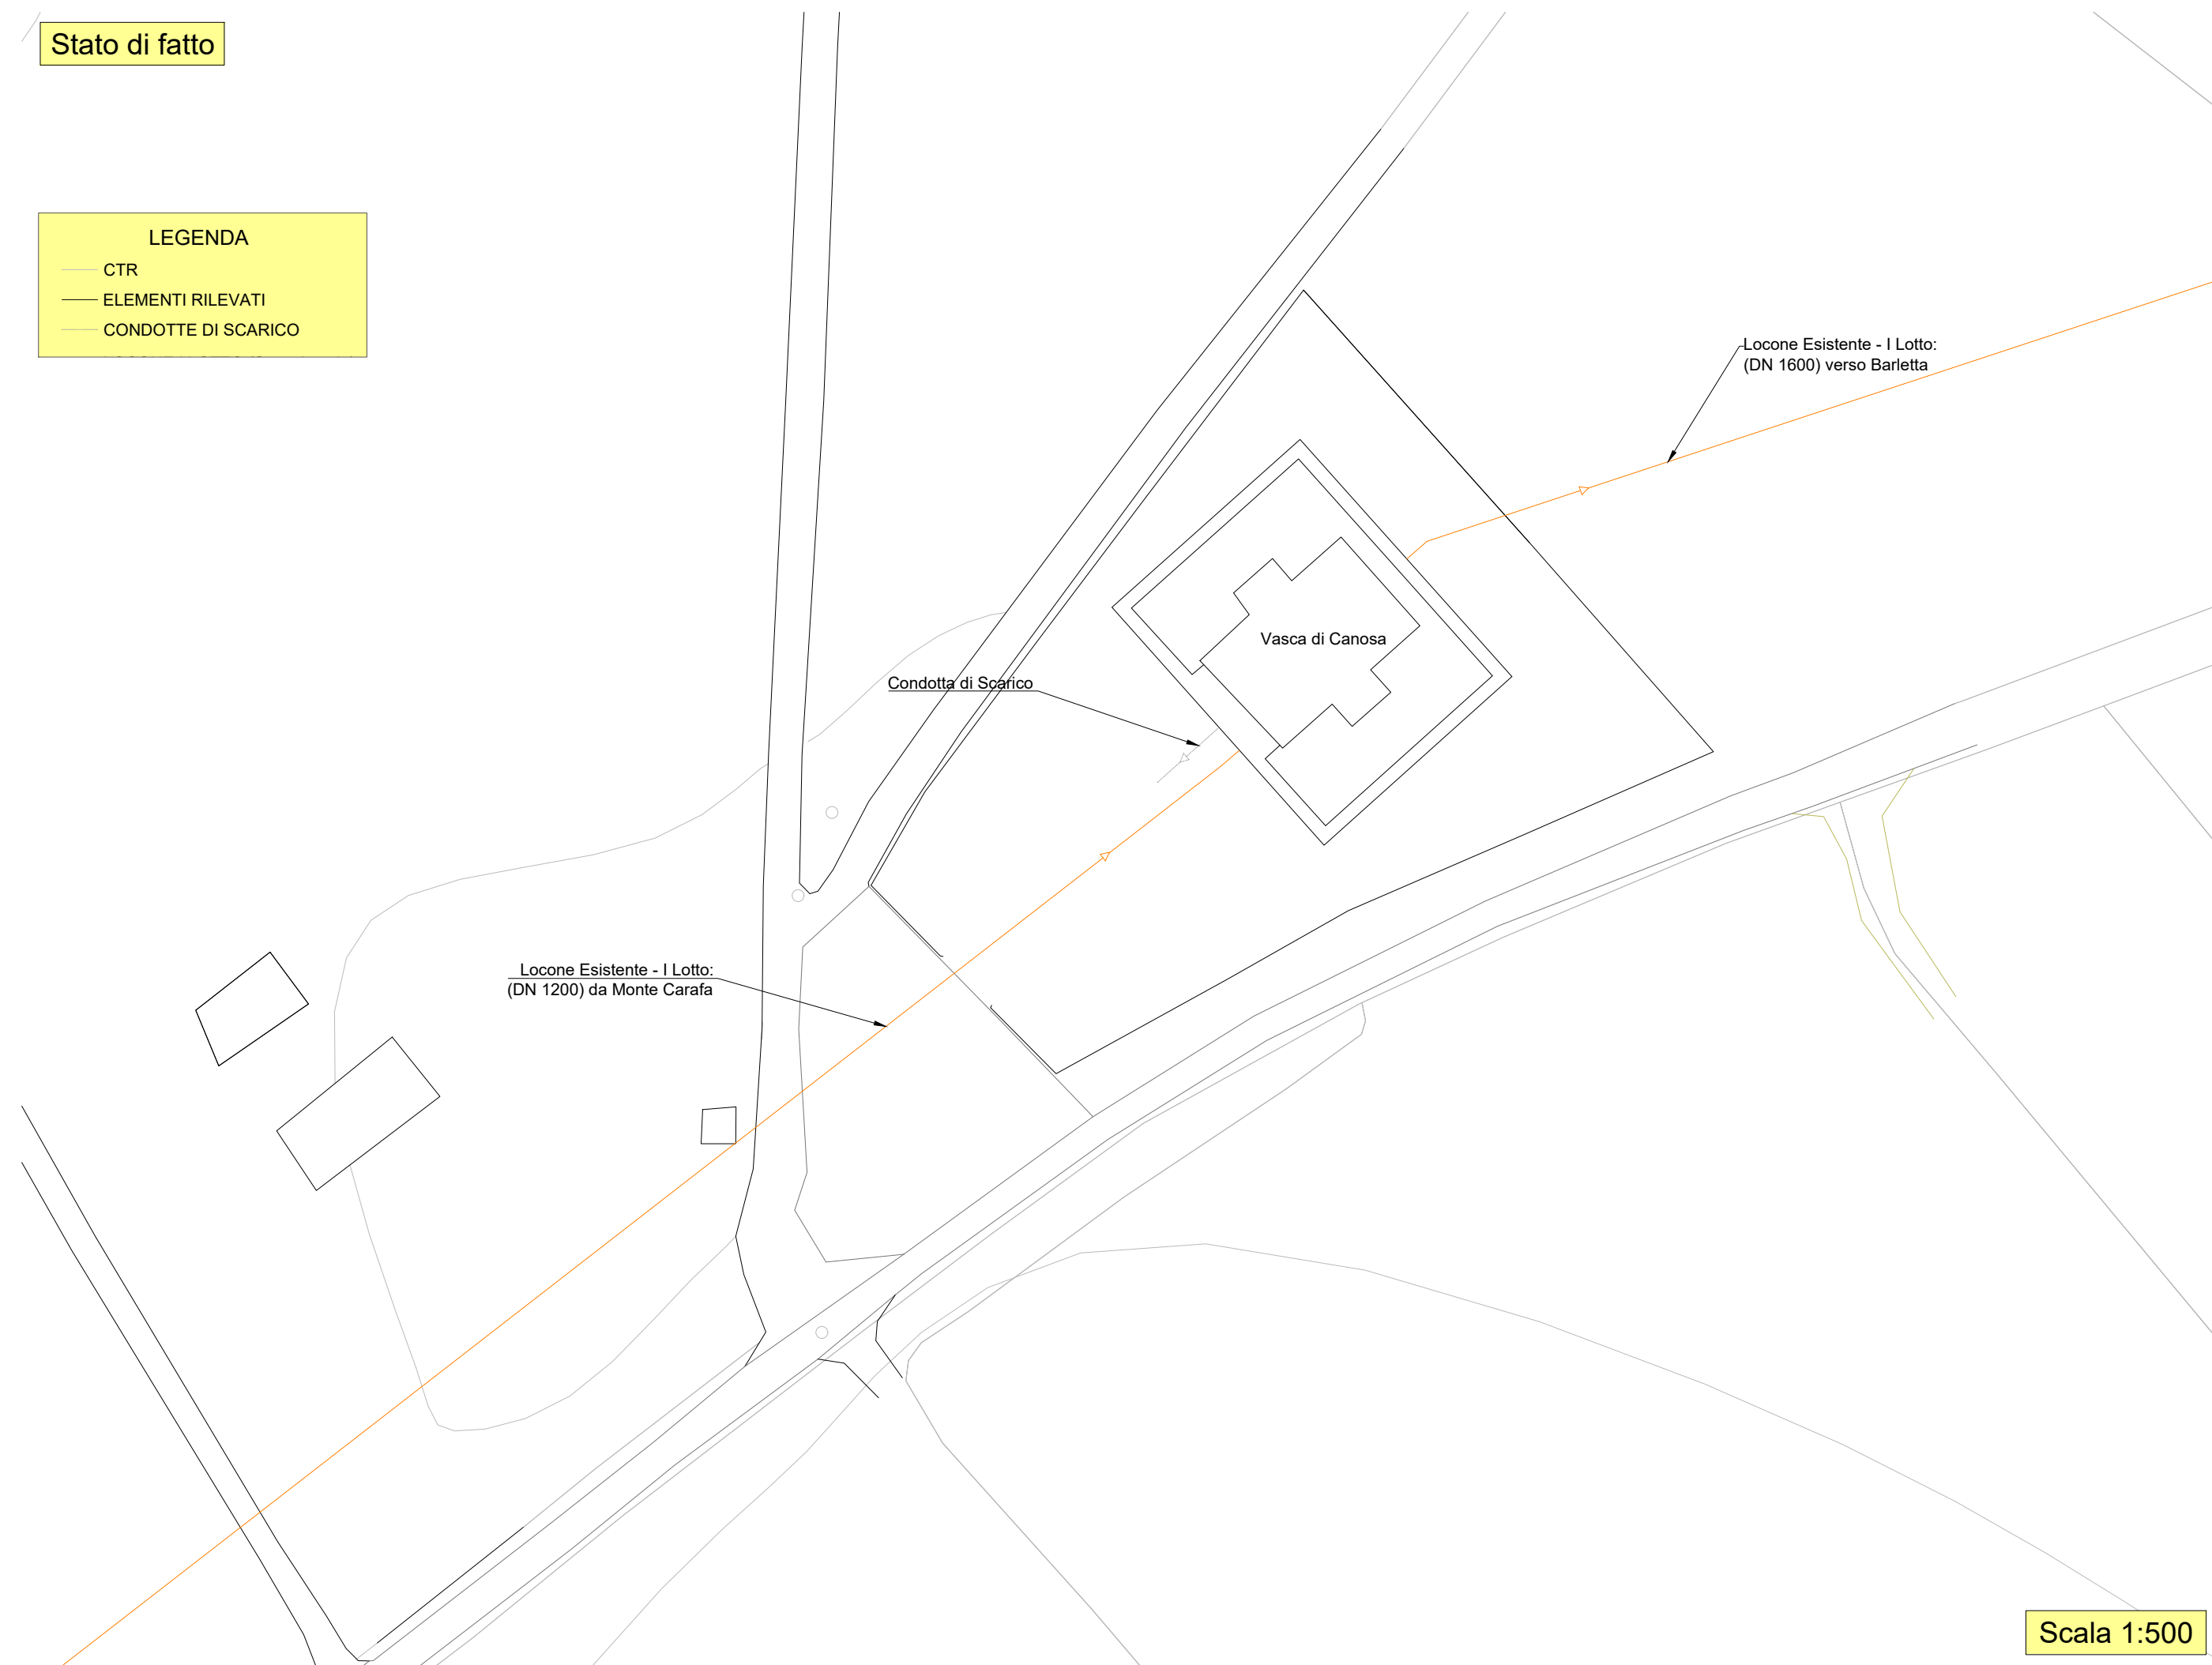 Stato di fatto
LEGENDA
CTR
ELEMENTI RILEVATI
CONDOTTE DI SCARICO
Locone Esistente - I Lotto:
(DN 1600) verso Barletta
Vasca di Canosa
Condotta di Scarico
Locone Esistente - I Lotto:
(DN 1200) da Monte Carafa
Scala 1:500